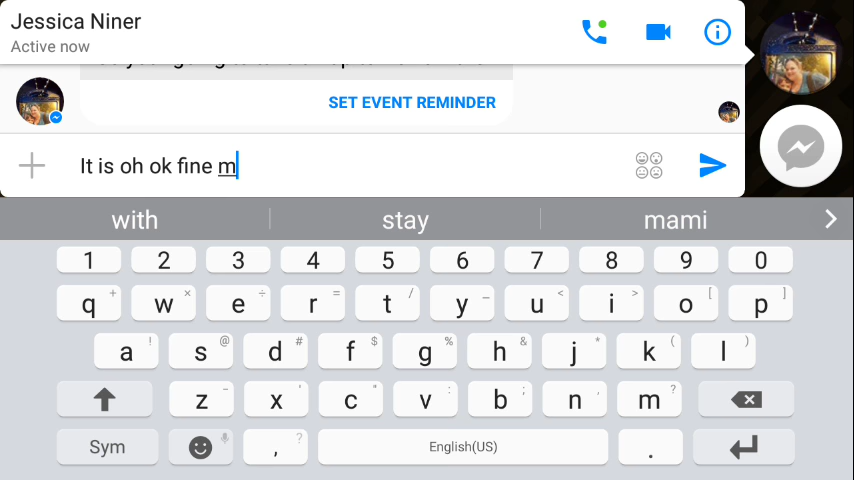 Jessica Niner
Active now
SET EVENT REMINDER
It is oh ok fine m
with stay mami
1 2 3 4 5 6 7 8 9 0
q + w × e ÷ r = t / y _ u < i > o [ p ]
a ! s @ d # f $ g % h & j * k ( l )
z - x ' c " v : b ; n , m ?
Sym , ? English(US) .